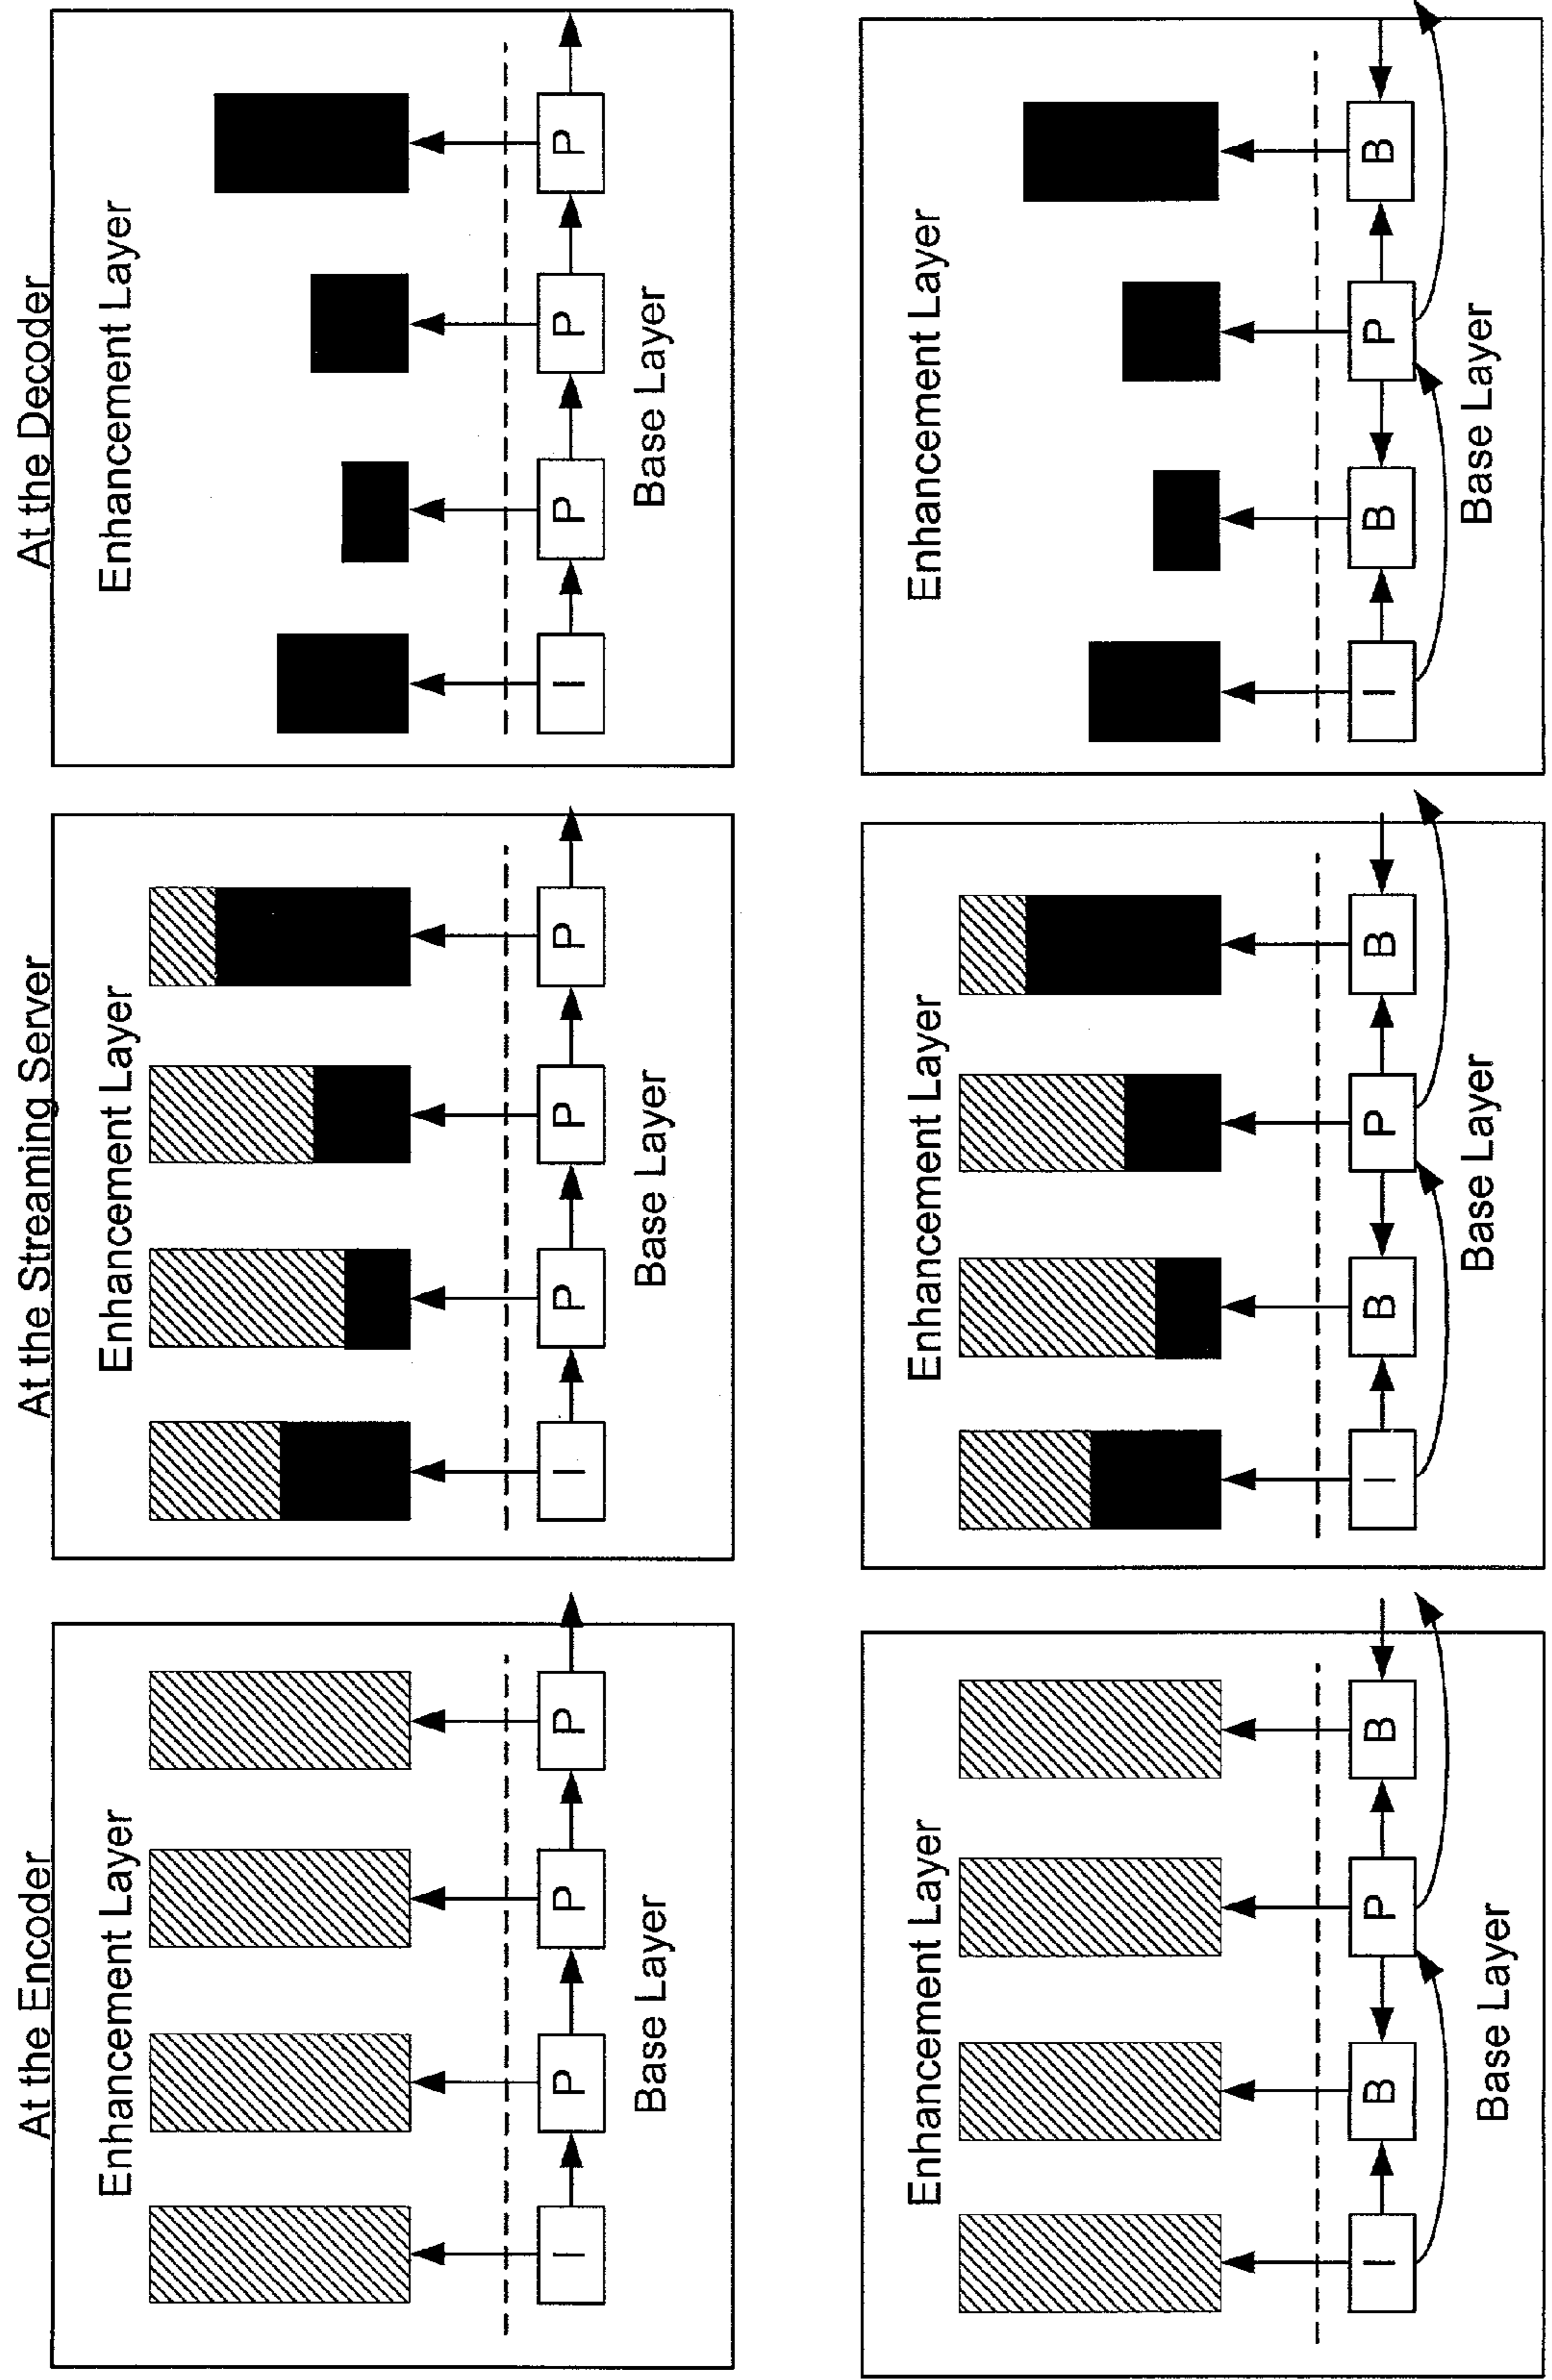 At the Encoder
At the Streaming Server
At the Decoder
Enhancement Layer
I P P P
Base Layer
Enhancement Layer
I P P P
Base Layer
Enhancement Layer
I P P P
Base Layer
Enhancement Layer
I B P B
Base Layer
Enhancement Layer
I B P B
Base Layer
Enhancement Layer
I B P B
Base Layer